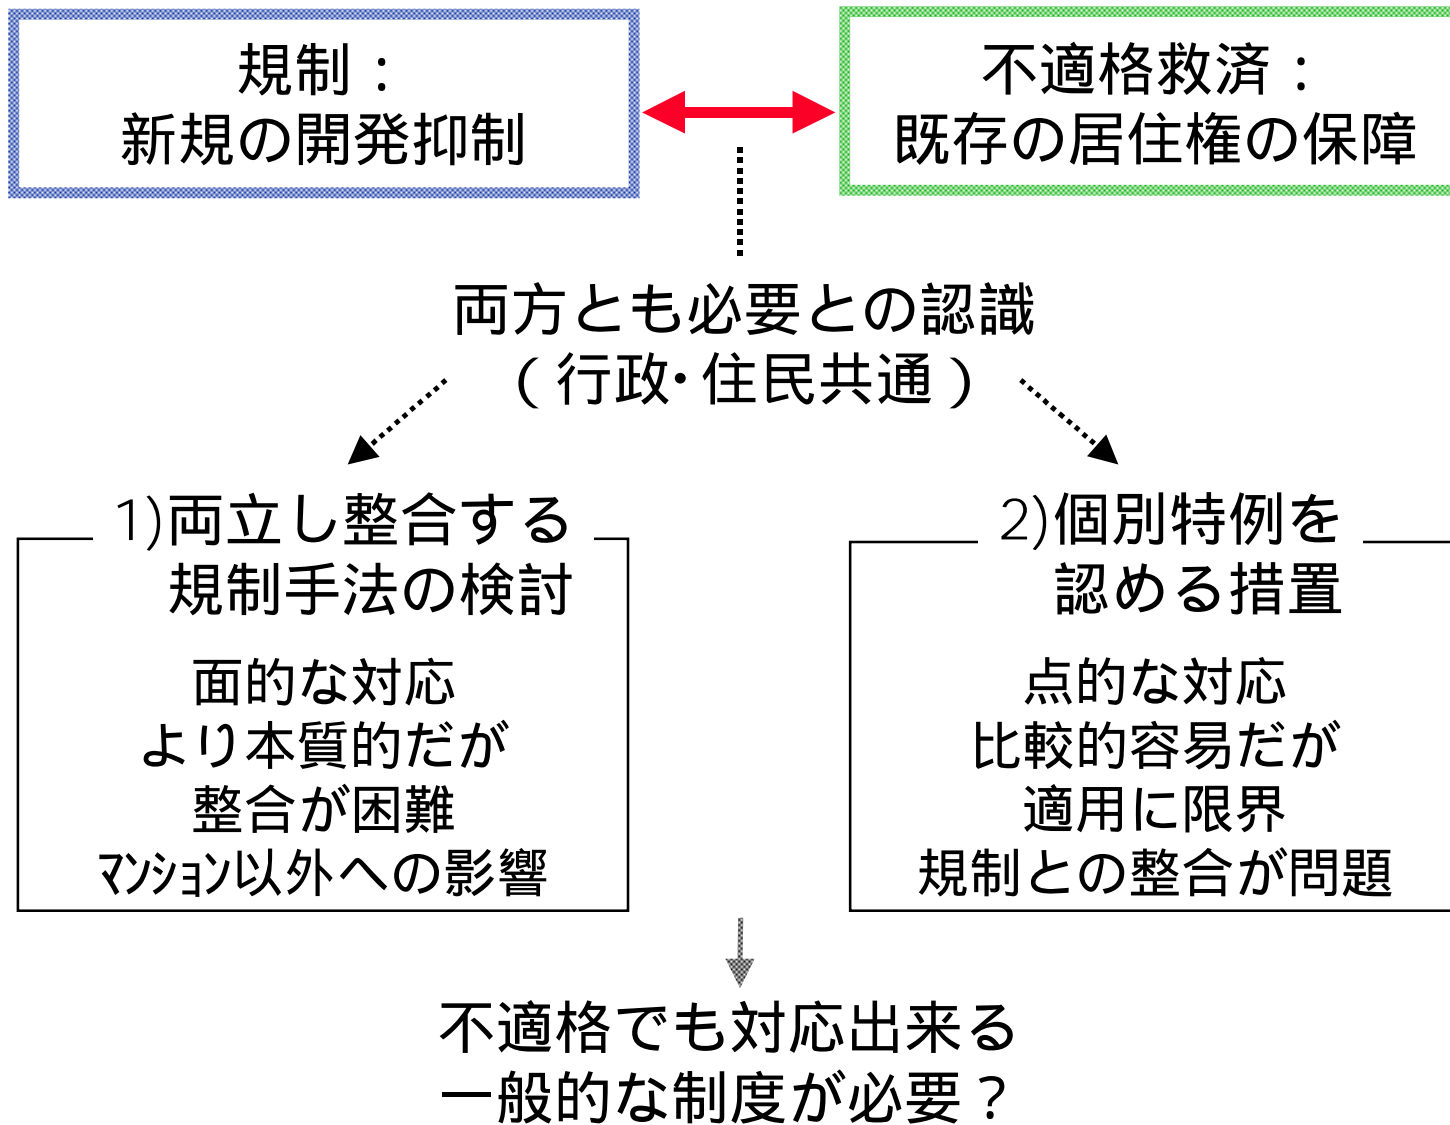 規制：
新規の開発抑制
不適格救済：
既存の居住権の保障
両方とも必要との認識
（行政・住民共通）
1)両立し整合する
規制手法の検討
面的な対応
より本質的だが
整合が困難
ﾏﾝｼｮﾝ以外への影響
2)個別特例を
認める措置
点的な対応
比較的容易だが
適用に限界
規制との整合が問題
不適格でも対応出来る
一般的な制度が必要？